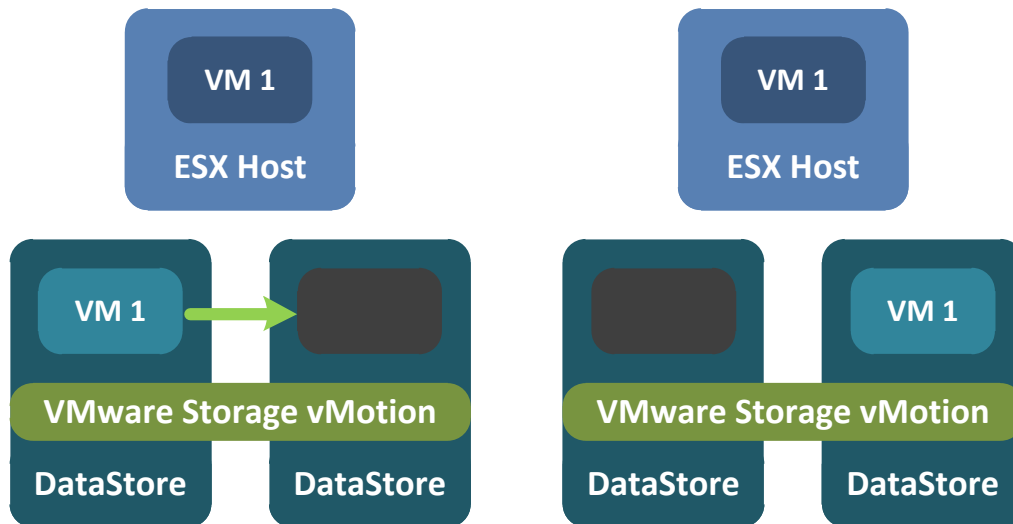 VM 1
ESX Host
VM 1
ESX Host
VM 1
VMware Storage vMotion
DataStore
DataStore
VM 1
VMware Storage vMotion
DataStore
DataStore